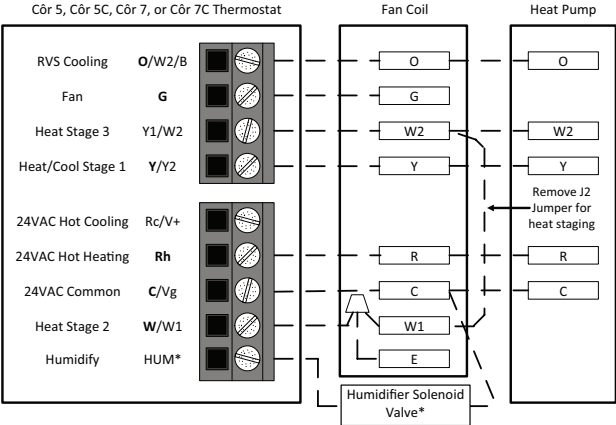 Côr 5, Côr 5C, Côr 7, or Côr 7C Thermostat Fan Coil Heat Pump
RVS Cooling O/W2/B O O
Fan G G
Heat Stage 3 Y1/W2 W2 W2
Heat/Cool Stage 1 Y/Y2 Y Y
Remove J2
Jumper for
heat staging
24VAC Hot Cooling Rc/V+
24VAC Hot Heating Rh R R
24VAC Common C/Vg C C
Heat Stage 2 W/W1 W1
Humidify HUM* E
Humidifier Solenoid
Valve*